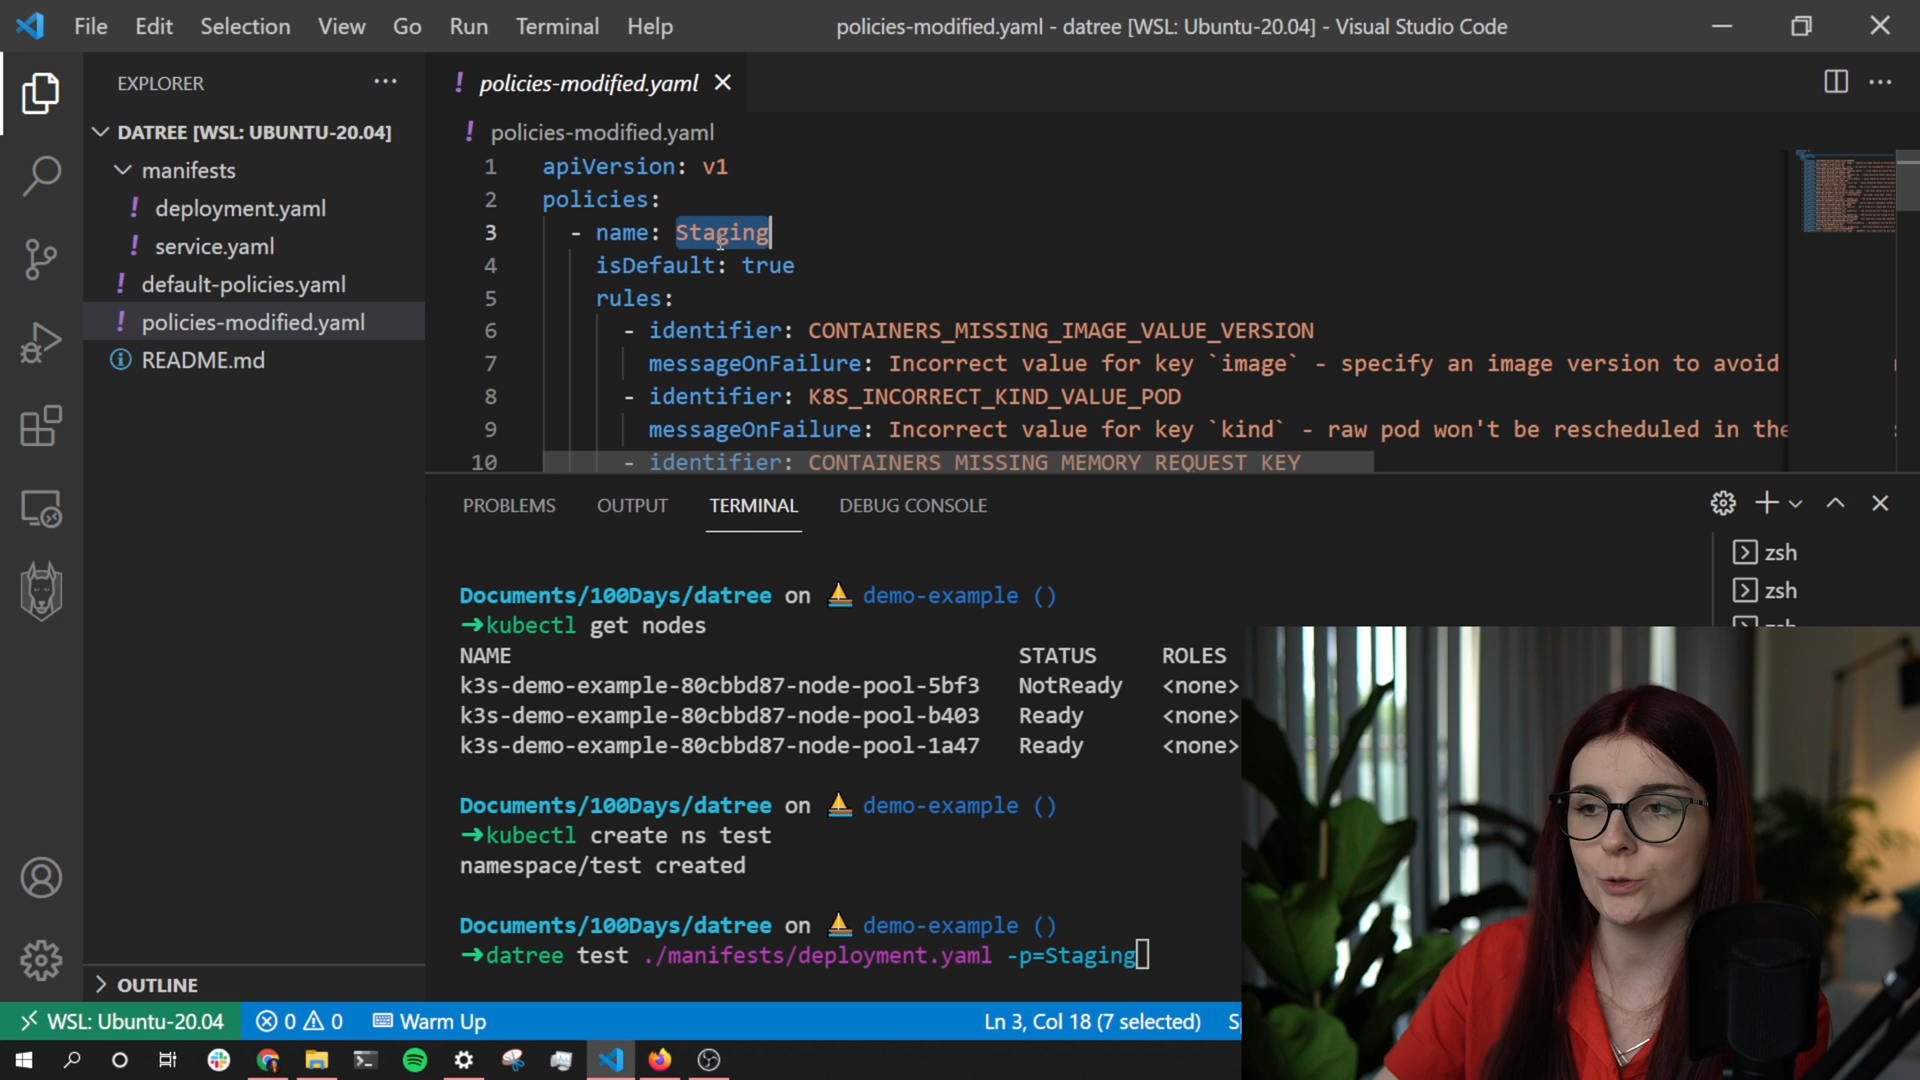 File Edit Selection View Go Run Terminal Help
policies-modified.yaml - datree [WSL: Ubuntu-20.04] - Visual Studio Code
EXPLORER
DATREE [WSL: UBUNTU-20.04]
manifests
! deployment.yaml
! service.yaml
! default-policies.yaml
! policies-modified.yaml
README.md
OUTLINE
! policies-modified.yaml
! policies-modified.yaml
1 apiVersion: v1
2 policies:
3 - name: Staging
4 isDefault: true
5 rules:
6 - identifier: CONTAINERS_MISSING_IMAGE_VALUE_VERSION
7 messageOnFailure: Incorrect value for key `image` - specify an image version to avoid
8 - identifier: K8S_INCORRECT_KIND_VALUE_POD
9 messageOnFailure: Incorrect value for key `kind` - raw pod won't be rescheduled in the
10 - identifier: CONTAINERS_MISSING_MEMORY_REQUEST_KEY
PROBLEMS OUTPUT TERMINAL DEBUG CONSOLE
zsh
zsh
Documents/100Days/datree on demo-example ()
➜kubectl get nodes
NAME STATUS ROLES
k3s-demo-example-80cbbd87-node-pool-5bf3 NotReady <none>
k3s-demo-example-80cbbd87-node-pool-b403 Ready <none>
k3s-demo-example-80cbbd87-node-pool-1a47 Ready <none>
Documents/100Days/datree on demo-example ()
➜kubectl create ns test
namespace/test created
Documents/100Days/datree on demo-example ()
➜datree test ./manifests/deployment.yaml -p=Staging
WSL: Ubuntu-20.04 0 0 Warm Up Ln 3, Col 18 (7 selected)